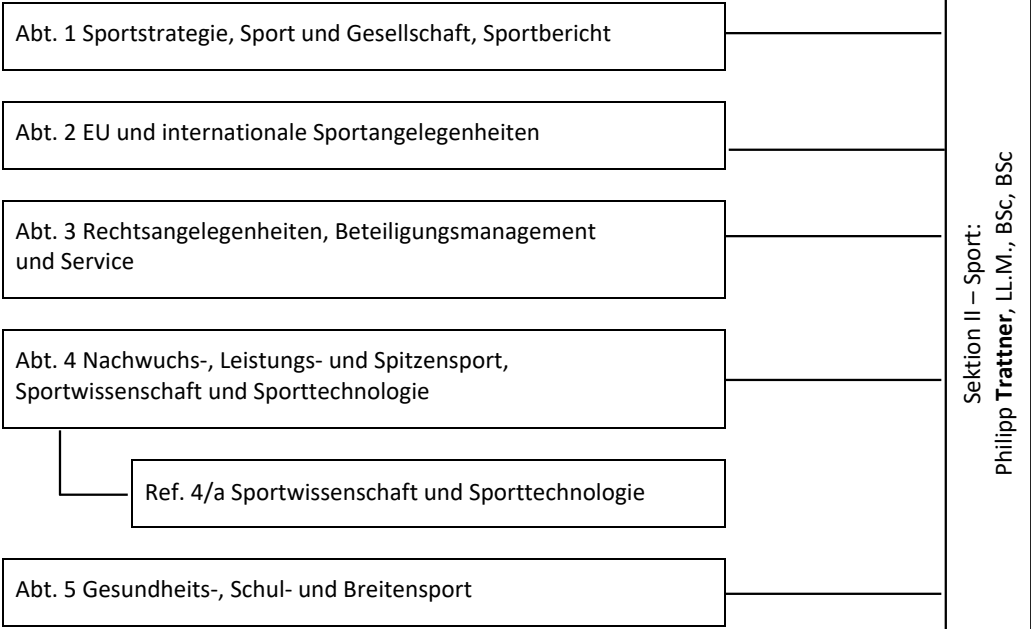 Abt. 1 Sportstrategie, Sport und Gesellschaft, Sportbericht
Abt. 2 EU und internationale Sportangelegenheiten
Abt. 3 Rechtsangelegenheiten, Beteiligungsmanagement
und Service
Abt. 4 Nachwuchs-, Leistungs- und Spitzensport,
Sportwissenschaft und Sporttechnologie
Ref. 4/a Sportwissenschaft und Sporttechnologie
Abt. 5 Gesundheits-, Schul- und Breitensport
Sektion II – Sport:
Philipp Trattner, LL.M., BSc, BSc